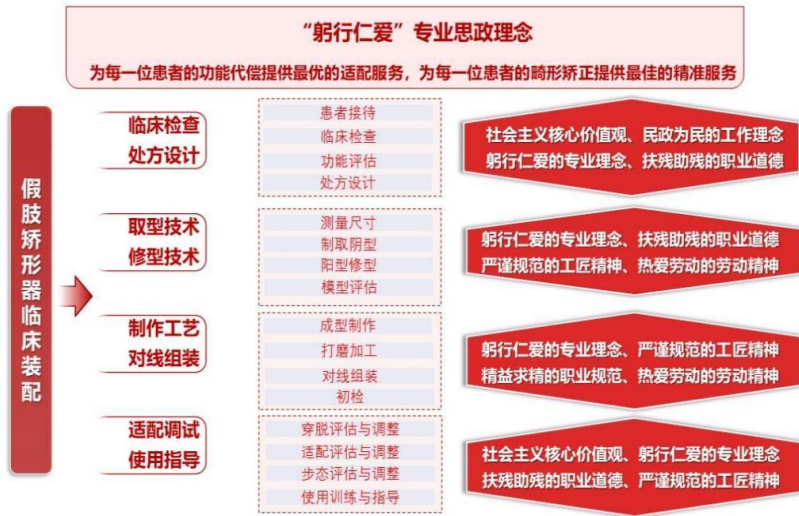 “躬行仁爱”专业思政理念
为每一位患者的功能代偿提供最优的适配服务，为每一位患者的畸形矫正提供最佳的精准服务
假肢矫形器临床装配
临床检查
处方设计
患者接待
临床检查
功能评估
处方设计
社会主义核心价值观、民政为民的工作理念
躬行仁爱的专业理念、扶残助残的职业道德
取型技术
修型技术
测量尺寸
制取阴型
阳型修型
模型评估
躬行仁爱的专业理念、扶残助残的职业道德
严谨规范的工匠精神、热爱劳动的劳动精神
制作工艺
对线组装
成型制作
打磨加工
对线组装
初检
躬行仁爱的专业理念、严谨规范的工匠精神
精益求精的职业规范、热爱劳动的劳动精神
适配调试
使用指导
穿脱评估与调整
适配评估与调整
步态评估与调整
使用训练与指导
社会主义核心价值观、躬行仁爱的专业理念
扶残助残的职业道德、严谨规范的工匠精神